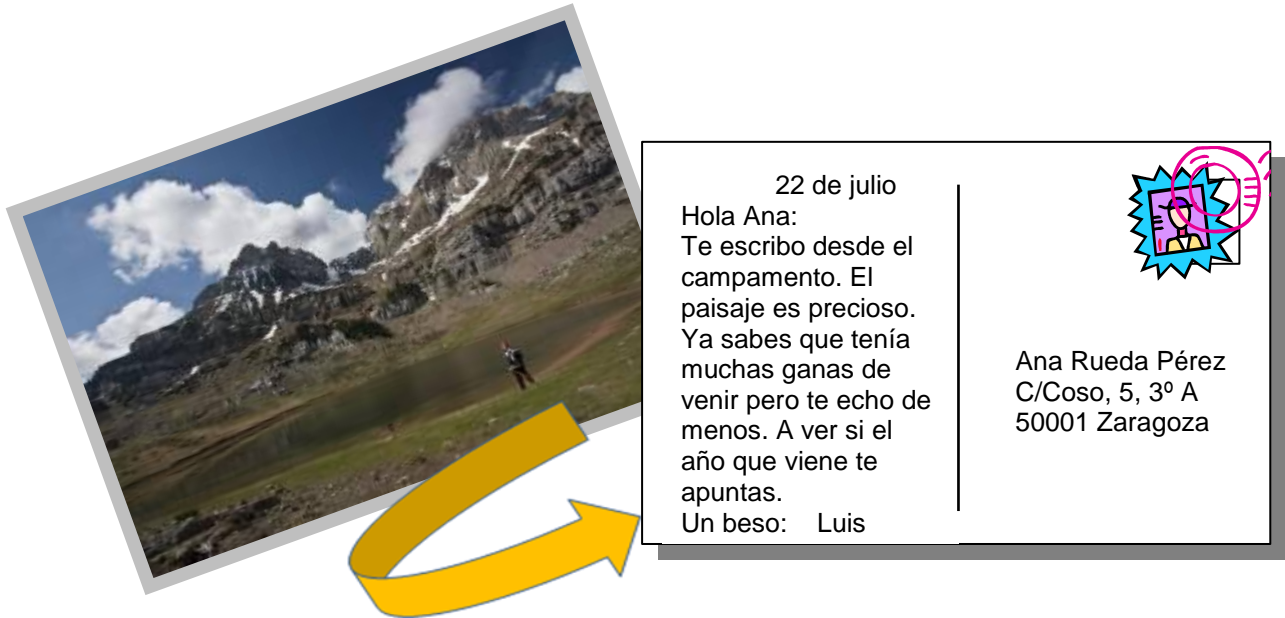 22 de julio
Hola Ana:
Te escribo desde el
campamento. El
paisaje es precioso.
Ya sabes que tenía
muchas ganas de
venir pero te echo de
menos. A ver si el
año que viene te
apuntas.
Un beso: Luis
Ana Rueda Pérez
C/Coso, 5, 3º A
50001 Zaragoza